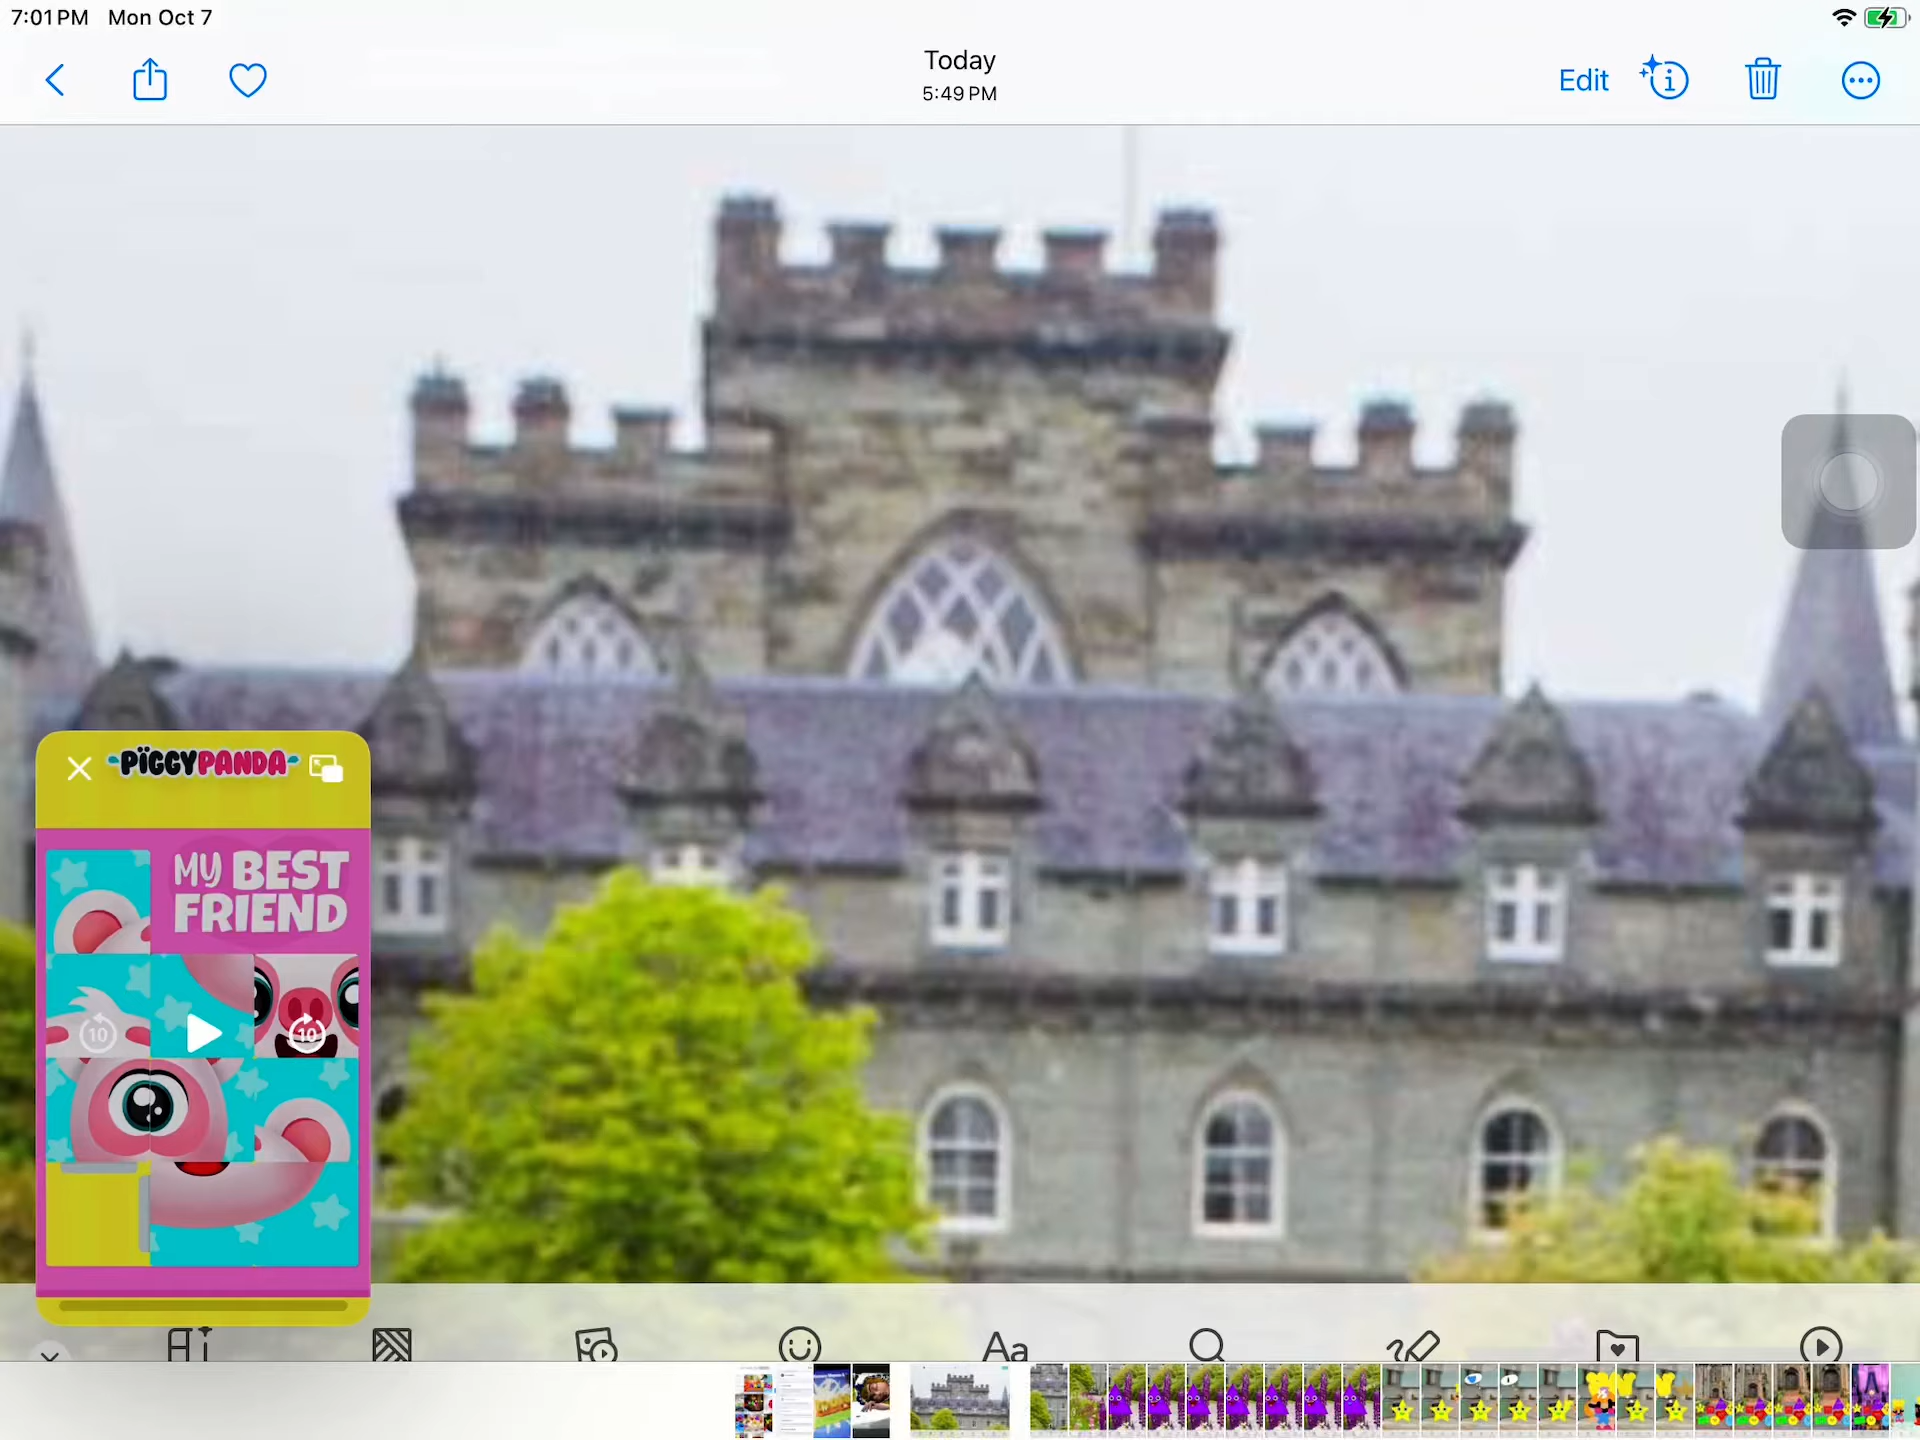 7:01 PM Mon Oct 7
Today
5:49 PM
Edit
PIGGYPANDA
MY BEST
FRIEND
10
10
Aa